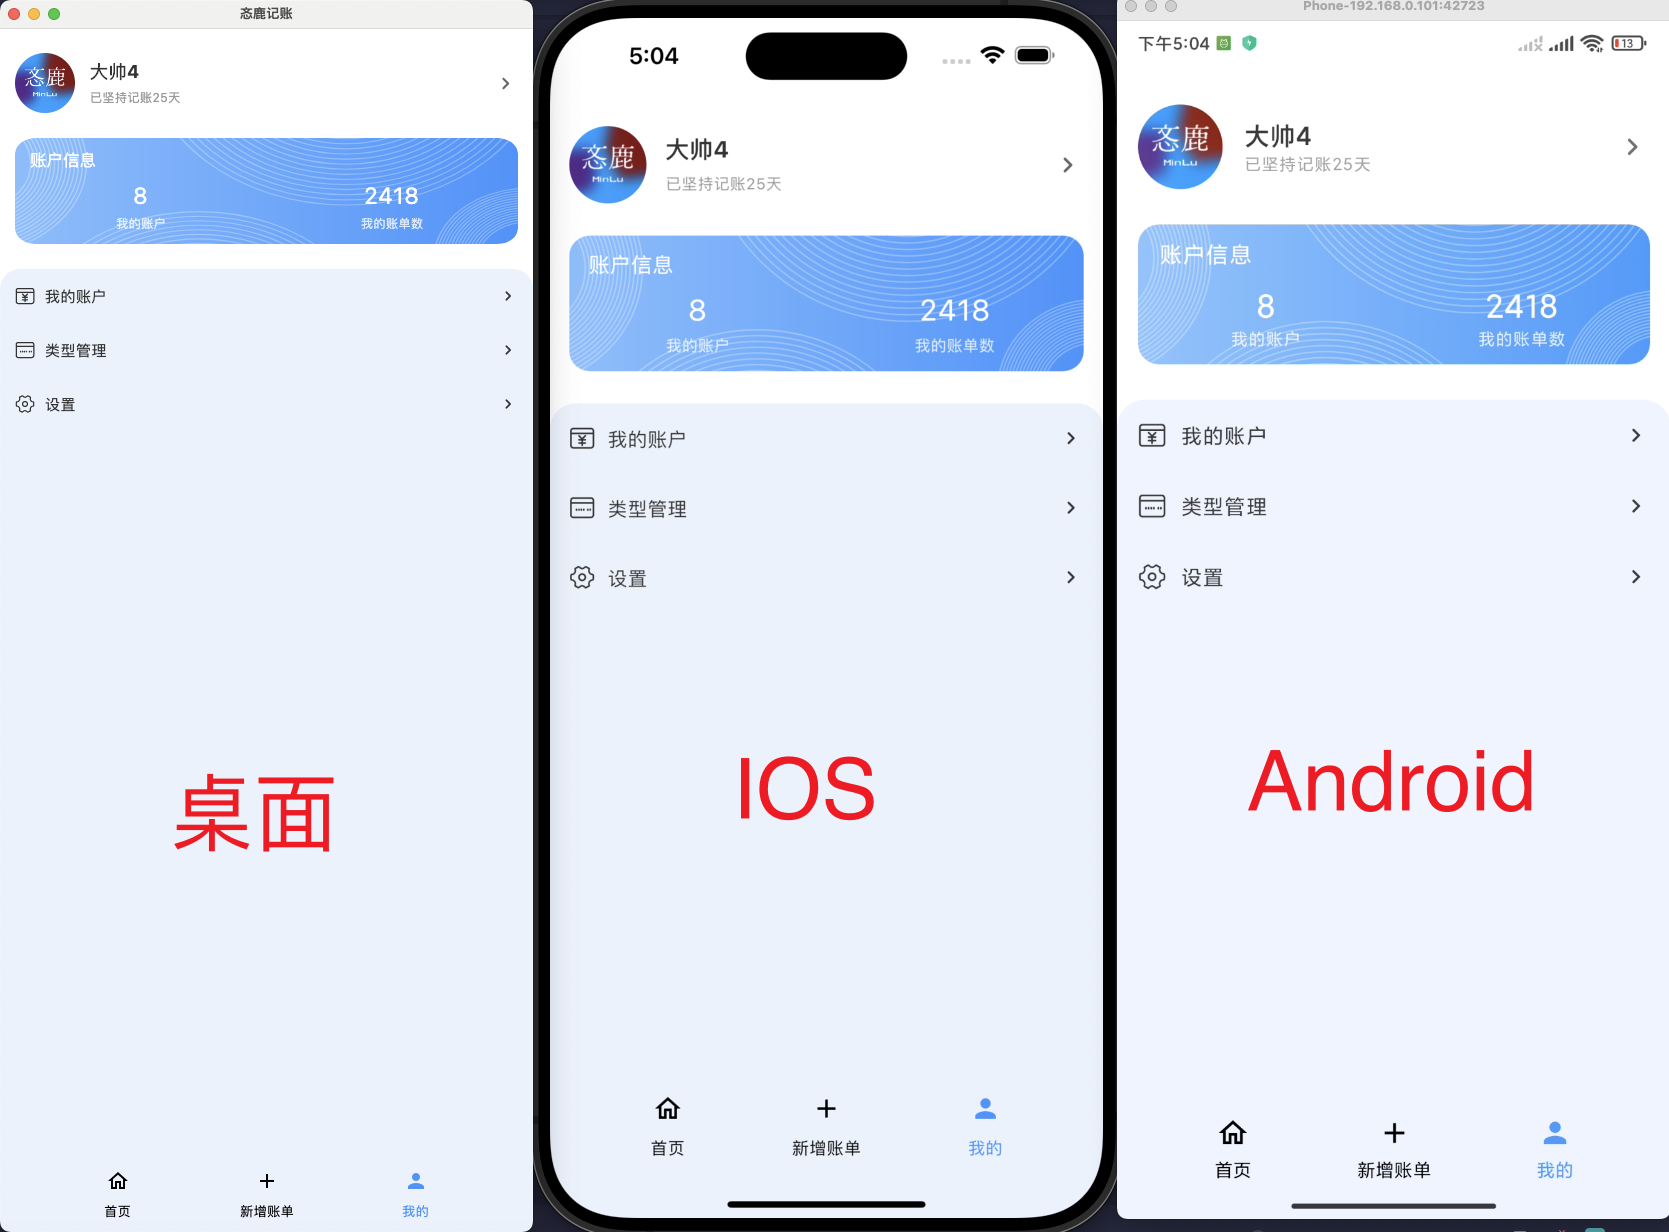 忞鹿记账
忞鹿
MinLu
大帅4
已坚持记账25天
账户信息
8
2418
我的账户
我的账单数
我的账户
类型管理
设置
桌面
首页
新增账单
我的
5:04
忞鹿
MinLu
大帅4
已坚持记账25天
账户信息
8
2418
我的账户
我的账单数
我的账户
类型管理
设置
IOS
首页
新增账单
我的
Phone-192.168.0.101:42723
下午5:04
13
忞鹿
MinLu
大帅4
已坚持记账25天
账户信息
8
2418
我的账户
我的账单数
我的账户
类型管理
设置
Android
首页
新增账单
我的